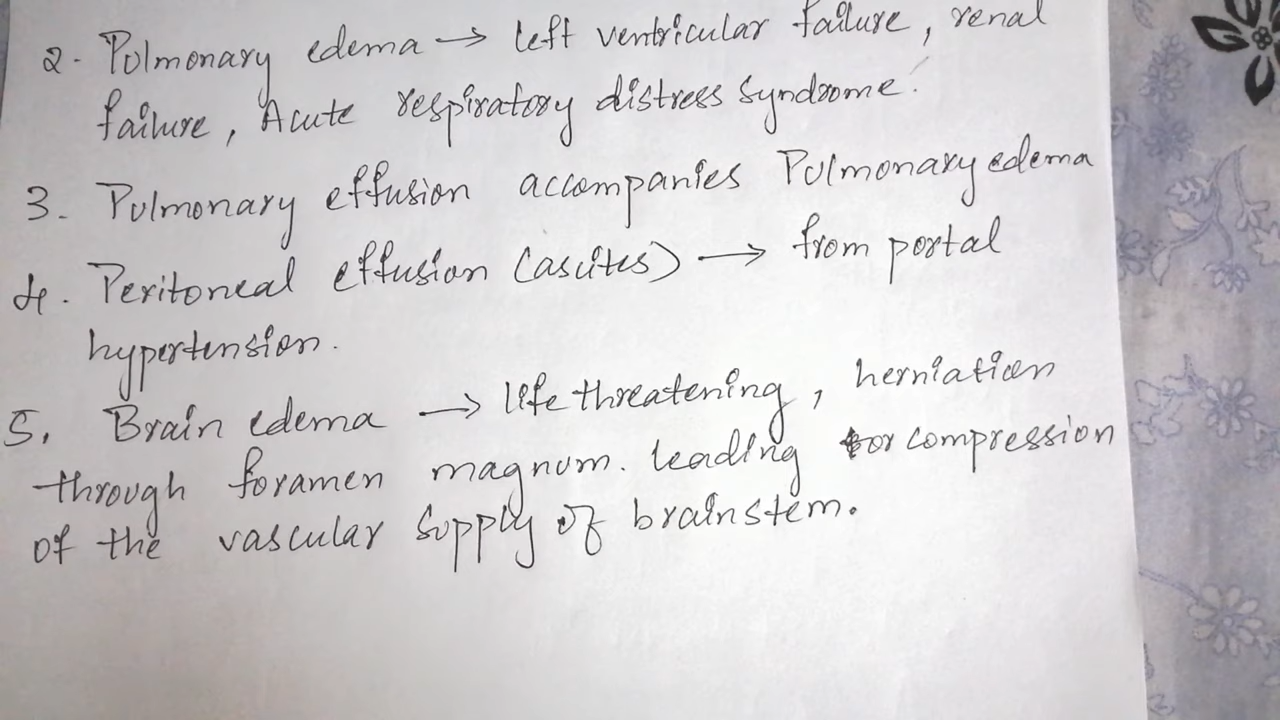 2. Pulmonary edema → left ventricular failure, renal
failure, Acute respiratory distress syndrome.
3. Pulmonary effusion accompanies Pulmonary edema
4. Peritoneal effusion (ascites) → from portal
hypertension.
5. Brain edema → life threatening, herniation
through foramen magnum. leading for compression
of the vascular supply of brainstem.